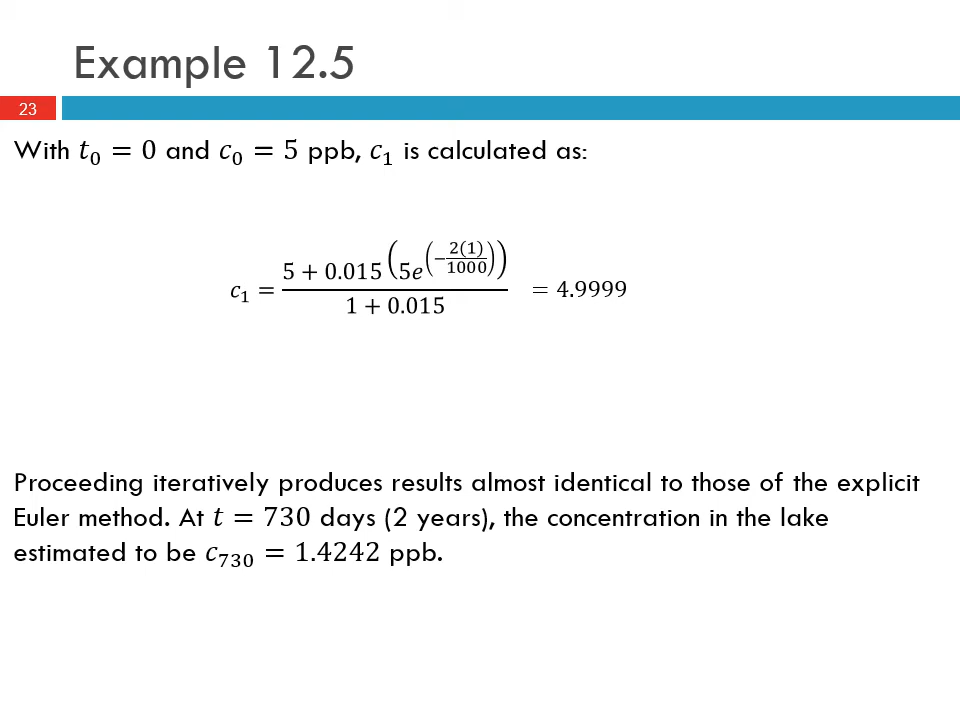 Example 12.5
23
With 𝑡₀ = 0 and 𝑐₀ = 5 ppb, 𝑐₁ is calculated as:
𝑐₁ = (5 + 0.015 (5𝑒^(−2(1)/1000))) / (1 + 0.015) = 4.9999
Proceeding iteratively produces results almost identical to those of the explicit
Euler method. At 𝑡 = 730 days (2 years), the concentration in the lake
estimated to be 𝑐₇₃₀ = 1.4242 ppb.